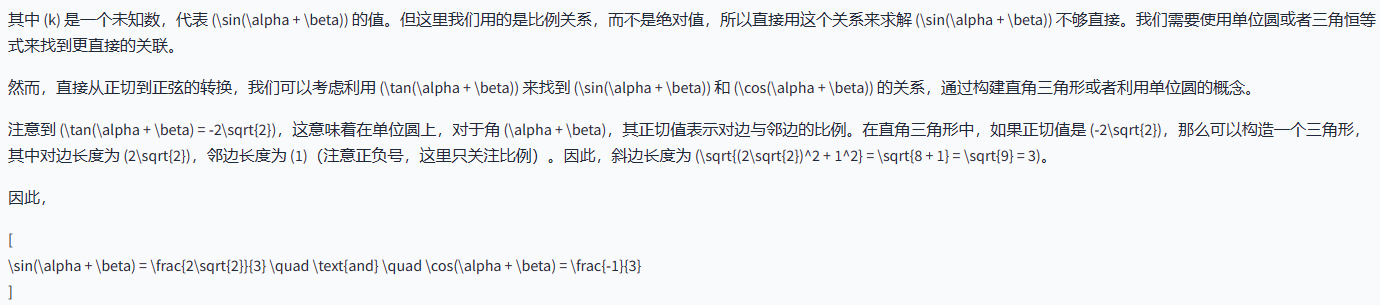 其中 (k) 是一个未知数，代表 (\sin(\alpha + \beta)) 的值。但这里我们用的是比例关系，而不是绝对值，所以直接用这个关系来求解 (\sin(\alpha + \beta)) 不够直接。我们需要使用单位圆或者三角恒等
式来找到更直接的关联。
然而，直接从正切到正弦的转换，我们可以考虑利用 (\tan(\alpha + \beta)) 来找到 (\sin(\alpha + \beta)) 和 (\cos(\alpha + \beta)) 的关系，通过构建直角三角形或者利用单位圆的概念。
注意到 (\tan(\alpha + \beta) = -2\sqrt{2})，这意味着在单位圆上，对于角 (\alpha + \beta)，其正切值表示对边与邻边的比例。在直角三角形中，如果正切值是 (-2\sqrt{2})，那么可以构造一个三角形，
其中对边长度为 (2\sqrt{2})，邻边长度为 (1)（注意正负号，这里只关注比例）。因此，斜边长度为 (\sqrt{(2\sqrt{2})^2 + 1^2} = \sqrt{8 + 1} = \sqrt{9} = 3)。
因此，
[
\sin(\alpha + \beta) = \frac{2\sqrt{2}}{3} \quad \text{and} \quad \cos(\alpha + \beta) = \frac{-1}{3}
]